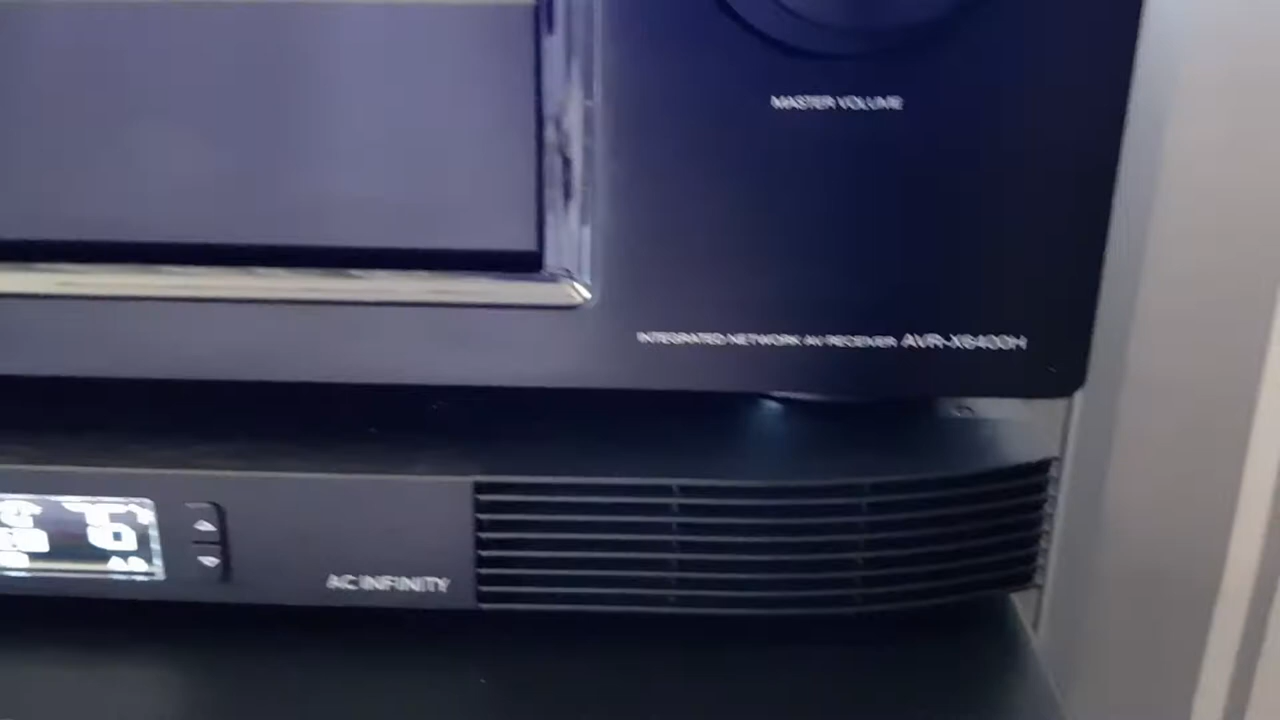 MASTER VOLUME
INTEGRATED NETWORK AV RECEIVER AVR-X6400H
AC INFINITY